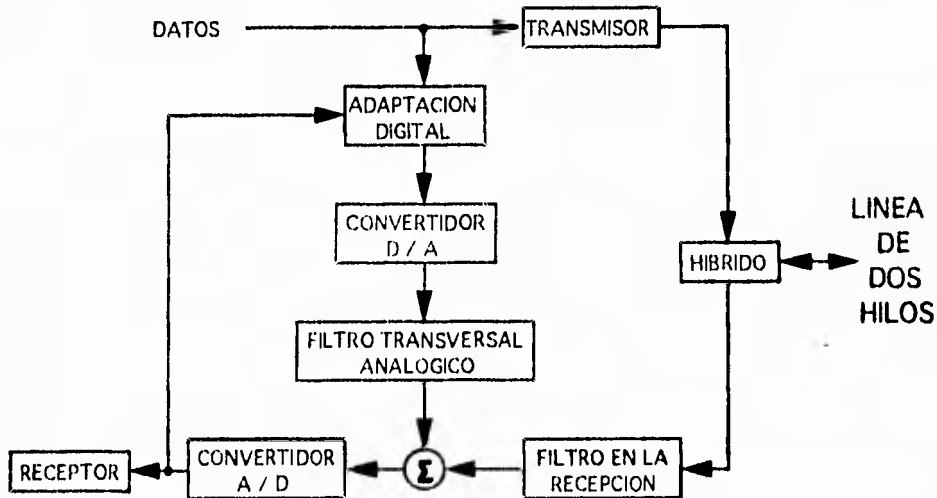 DATOS
TRANSMISOR
ADAPTACION
DIGITAL
CONVERTIDOR
D / A
LINEA
DE
DOS
HILOS
HIBRIDO
FILTRO TRANSVERSAL
ANALOGICO
RECEPTOR
CONVERTIDOR
A / D
Σ
FILTRO EN LA
RECEPCION